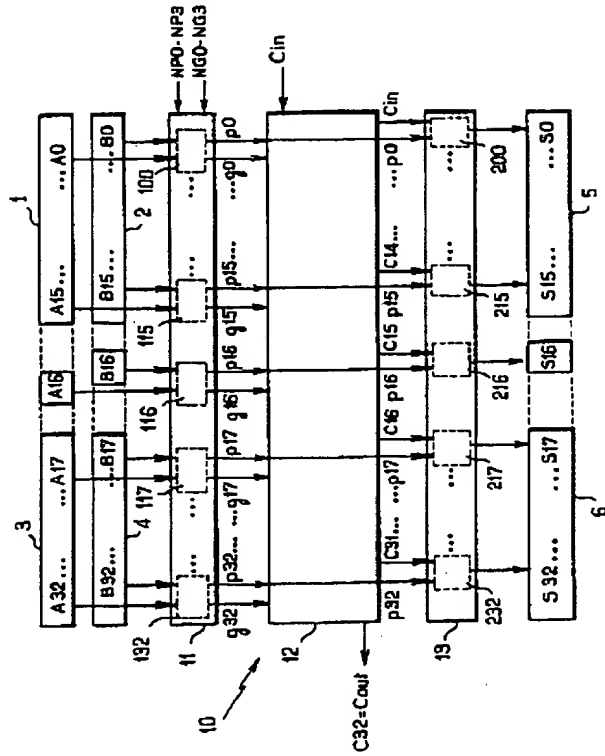 3 1
A32... ...A17 A16 A15... ...A0
B32... ...B17 B16 B15... ...B0
4 2
NP0-NP3
NG0-NG3
132 117 116 115 100
11
g32 p32... ...g17 p17 g16 p16 g15 p15... ...g0 p0
10
12
Cin
C32=Cout
p32 C31... ...p17 C16 p16 C15 p15 C14... ...p0 Cin
13
232 217 216 215 200
S32... ...S17 S16 S15... ...S0
6 5